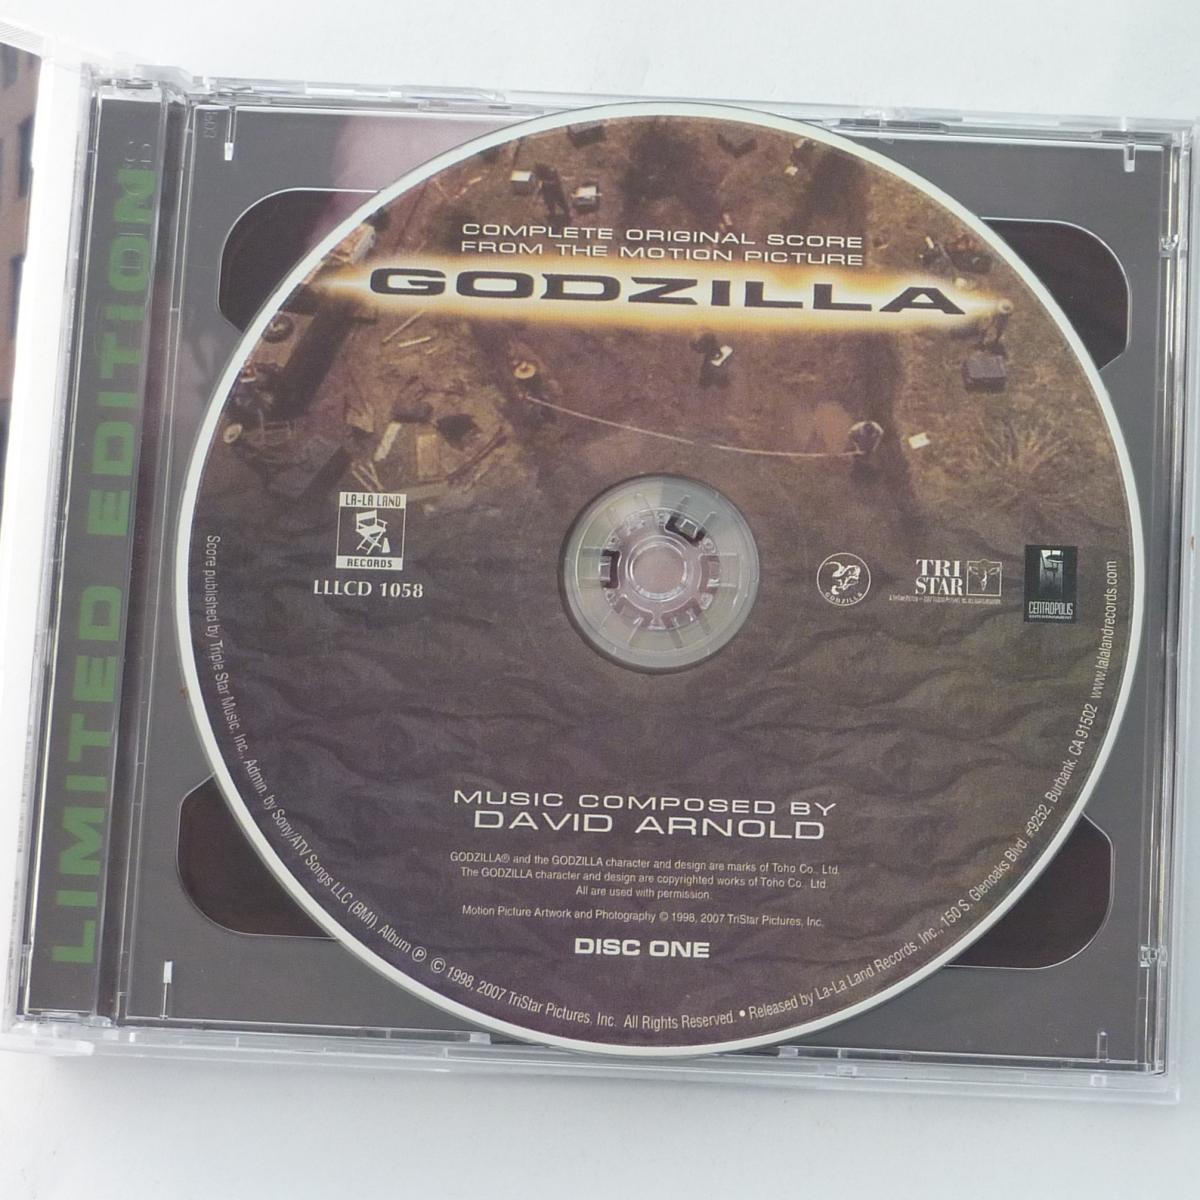 LIMITED EDITION
COMPLETE ORIGINAL SCORE
FROM THE MOTION PICTURE
GODZILLA
LA-LA LAND
RECORDS
LLLCD 1058
GODZILLA
TRI
STAR
CENTROPOLIS
ENTERTAINMENT
MUSIC COMPOSED BY
DAVID ARNOLD
GODZILLA® and the GODZILLA character and design are marks of Toho Co., Ltd.
The GODZILLA character and design are copyrighted works of Toho Co., Ltd.
All are used with permission.
Motion Picture Artwork and Photography © 1998, 2007 TriStar Pictures, Inc.
DISC ONE
Score published by Triple Star Music, Inc., Admin. by Sony/ATV Songs LLC (BMI). Album ℗ © 1998, 2007 TriStar Pictures, Inc. All Rights Reserved. • Released by La-La Land Records, Inc., 150 S. Glenoaks Blvd. #9252, Burbank, CA 91502 www.lalalandrecords.com